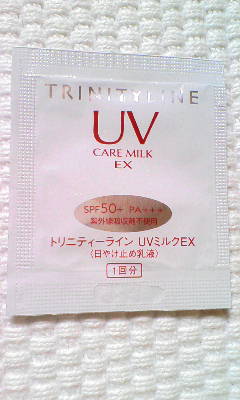 TRINITYLINE
UV
CARE MILK
EX
SPF50+ PA+++
紫外線吸収剤不使用
トリニティーライン UVミルクEX
〈日やけ止め乳液〉
1回分